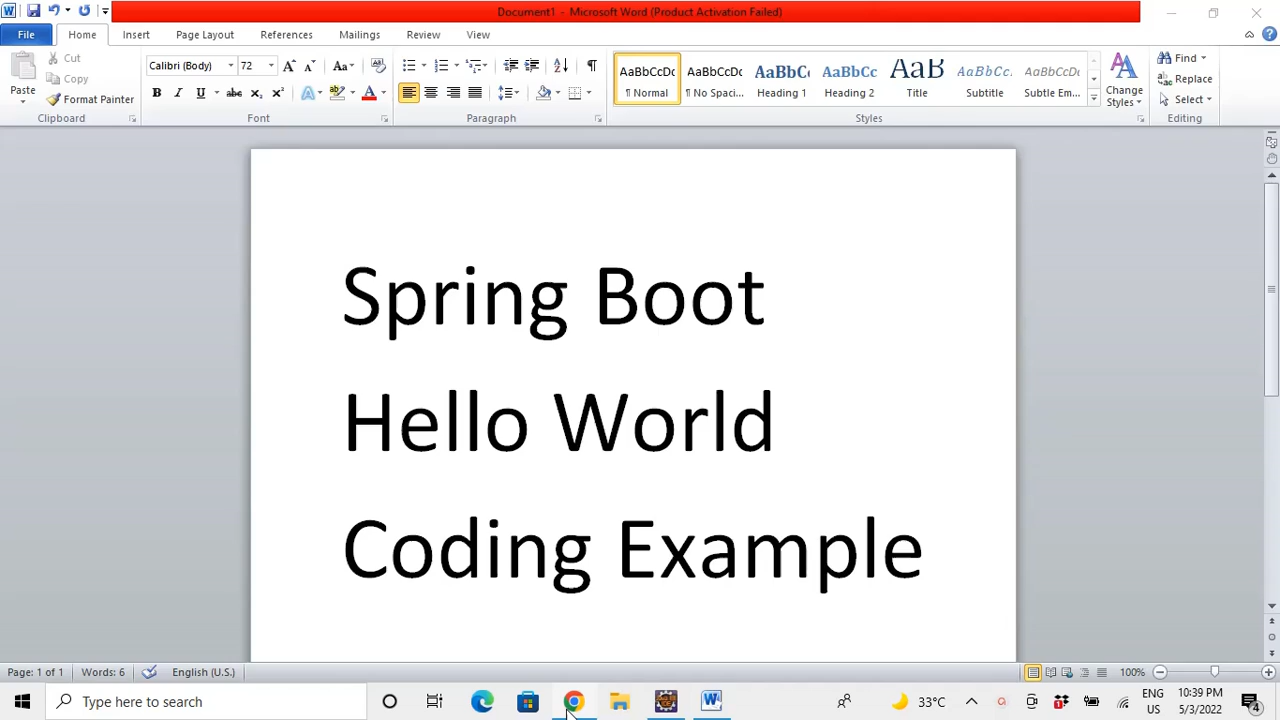 Document1 - Microsoft Word (Product Activation Failed)
File Home Insert Page Layout References Mailings Review View
Paste
Cut
Copy
Format Painter
Clipboard
Calibri (Body) 72
Font
Paragraph
AaBbCcDc AaBbCcDc AaBbCc AaBbCc AaB AaBbCc. AaBbCcDc
¶ Normal ¶ No Spaci... Heading 1 Heading 2 Title Subtitle Subtle Em...
Change Styles
Styles
Find
Replace
Select
Editing
Spring Boot
Hello World
Coding Example
Page: 1 of 1 Words: 6 English (U.S.) 100%
Type here to search
33°C
ENG
US
10:39 PM
5/3/2022
4